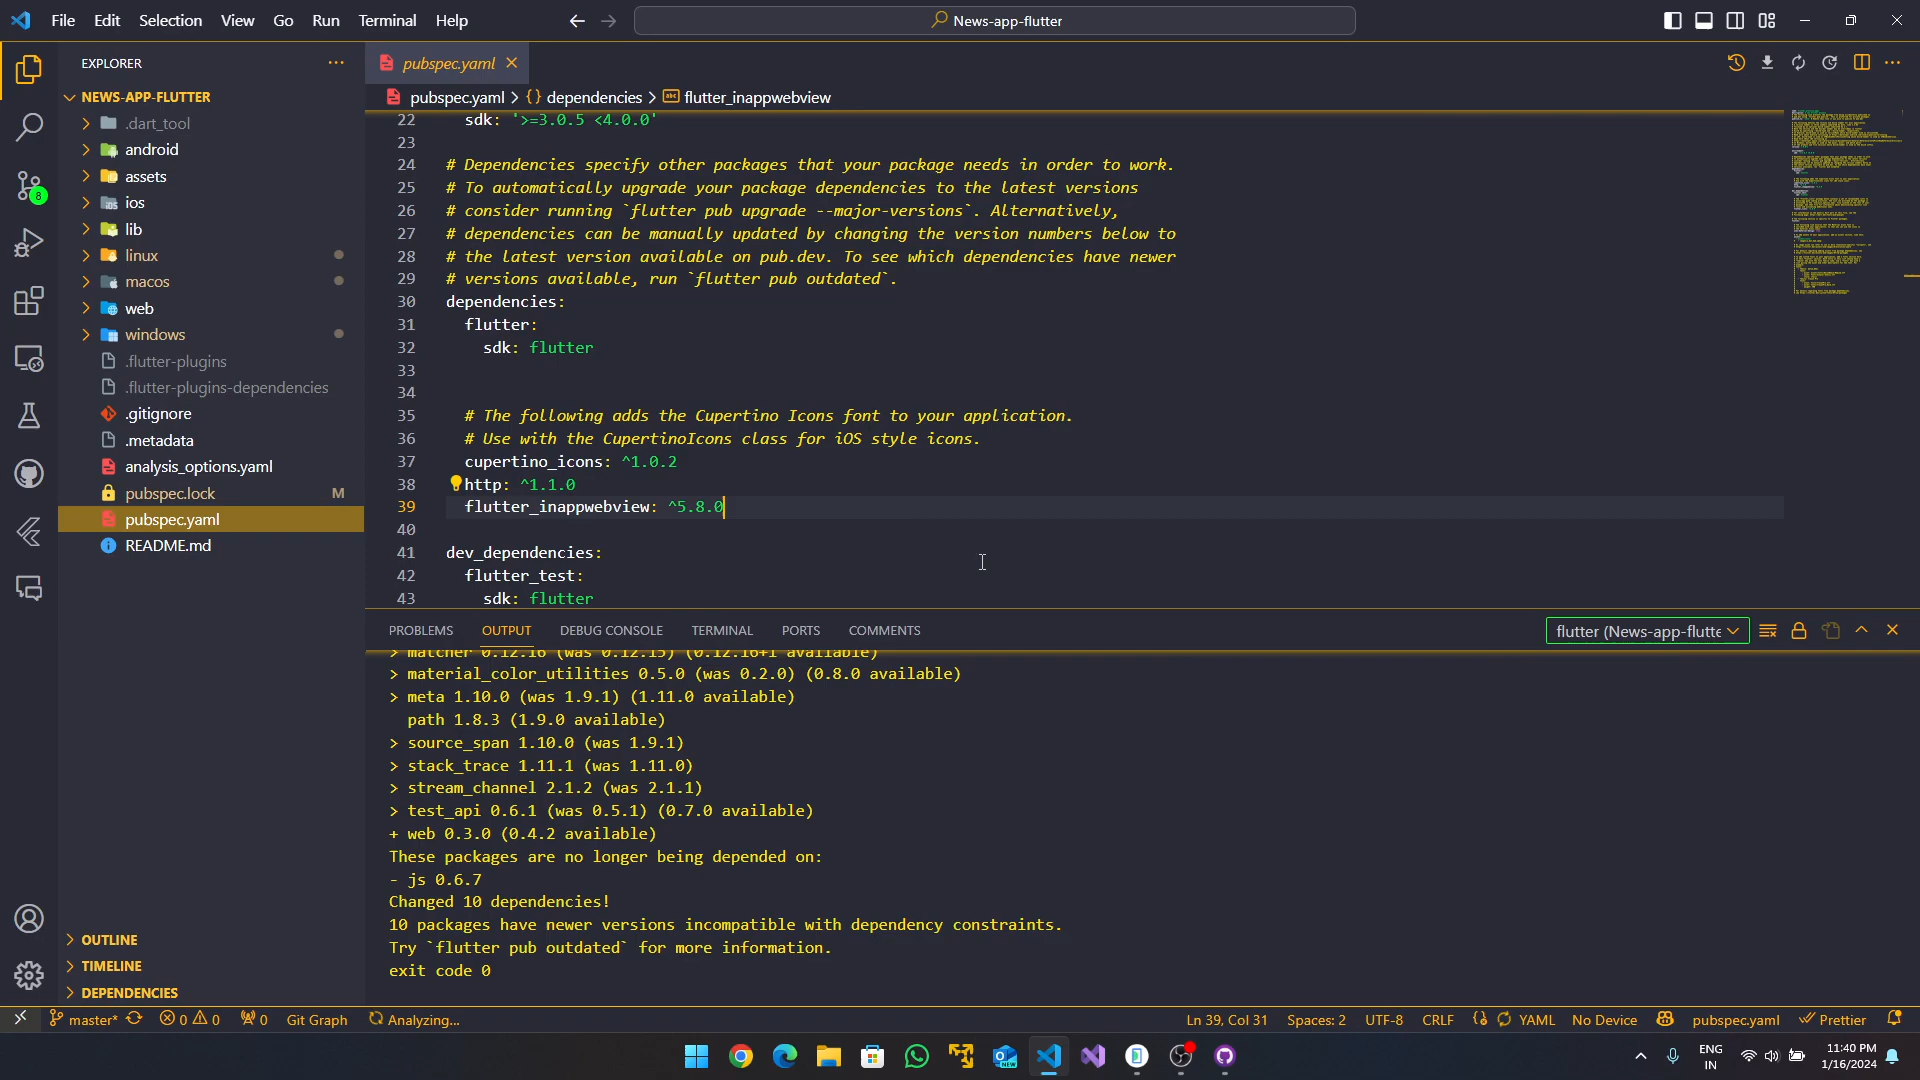 File Edit Selection View Go Run Terminal Help
News-app-flutter
EXPLORER
NEWS-APP-FLUTTER
.dart_tool
android
assets
ios
lib
linux
macos
web
windows
.flutter-plugins
.flutter-plugins-dependencies
.gitignore
.metadata
analysis_options.yaml
pubspec.lock M
pubspec.yaml
README.md
OUTLINE
TIMELINE
DEPENDENCIES
8
pubspec.yaml
pubspec.yaml > {} dependencies > flutter_inappwebview
22 sdk: '>=3.0.5 <4.0.0'
23
24 # Dependencies specify other packages that your package needs in order to work.
25 # To automatically upgrade your package dependencies to the latest versions
26 # consider running `flutter pub upgrade --major-versions`. Alternatively,
27 # dependencies can be manually updated by changing the version numbers below to
28 # the latest version available on pub.dev. To see which dependencies have newer
29 # versions available, run `flutter pub outdated`.
30 dependencies:
31 flutter:
32 sdk: flutter
33
34
35 # The following adds the Cupertino Icons font to your application.
36 # Use with the CupertinoIcons class for iOS style icons.
37 cupertino_icons: ^1.0.2
38 http: ^1.1.0
39 flutter_inappwebview: ^5.8.0
40
41 dev_dependencies:
42 flutter_test:
43 sdk: flutter
PROBLEMS OUTPUT DEBUG CONSOLE TERMINAL PORTS COMMENTS
flutter (News-app-flutte
> matcher 0.12.16 (was 0.12.15) (0.12.16+1 available)
> material_color_utilities 0.5.0 (was 0.2.0) (0.8.0 available)
> meta 1.10.0 (was 1.9.1) (1.11.0 available)
path 1.8.3 (1.9.0 available)
> source_span 1.10.0 (was 1.9.1)
> stack_trace 1.11.1 (was 1.11.0)
> stream_channel 2.1.2 (was 2.1.1)
> test_api 0.6.1 (was 0.5.1) (0.7.0 available)
+ web 0.3.0 (0.4.2 available)
These packages are no longer being depended on:
- js 0.6.7
Changed 10 dependencies!
10 packages have newer versions incompatible with dependency constraints.
Try `flutter pub outdated` for more information.
exit code 0
master* 0 0 0 Git Graph Analyzing...
Ln 39, Col 31 Spaces: 2 UTF-8 CRLF YAML No Device pubspec.yaml Prettier
ENG
IN
11:40 PM
1/16/2024